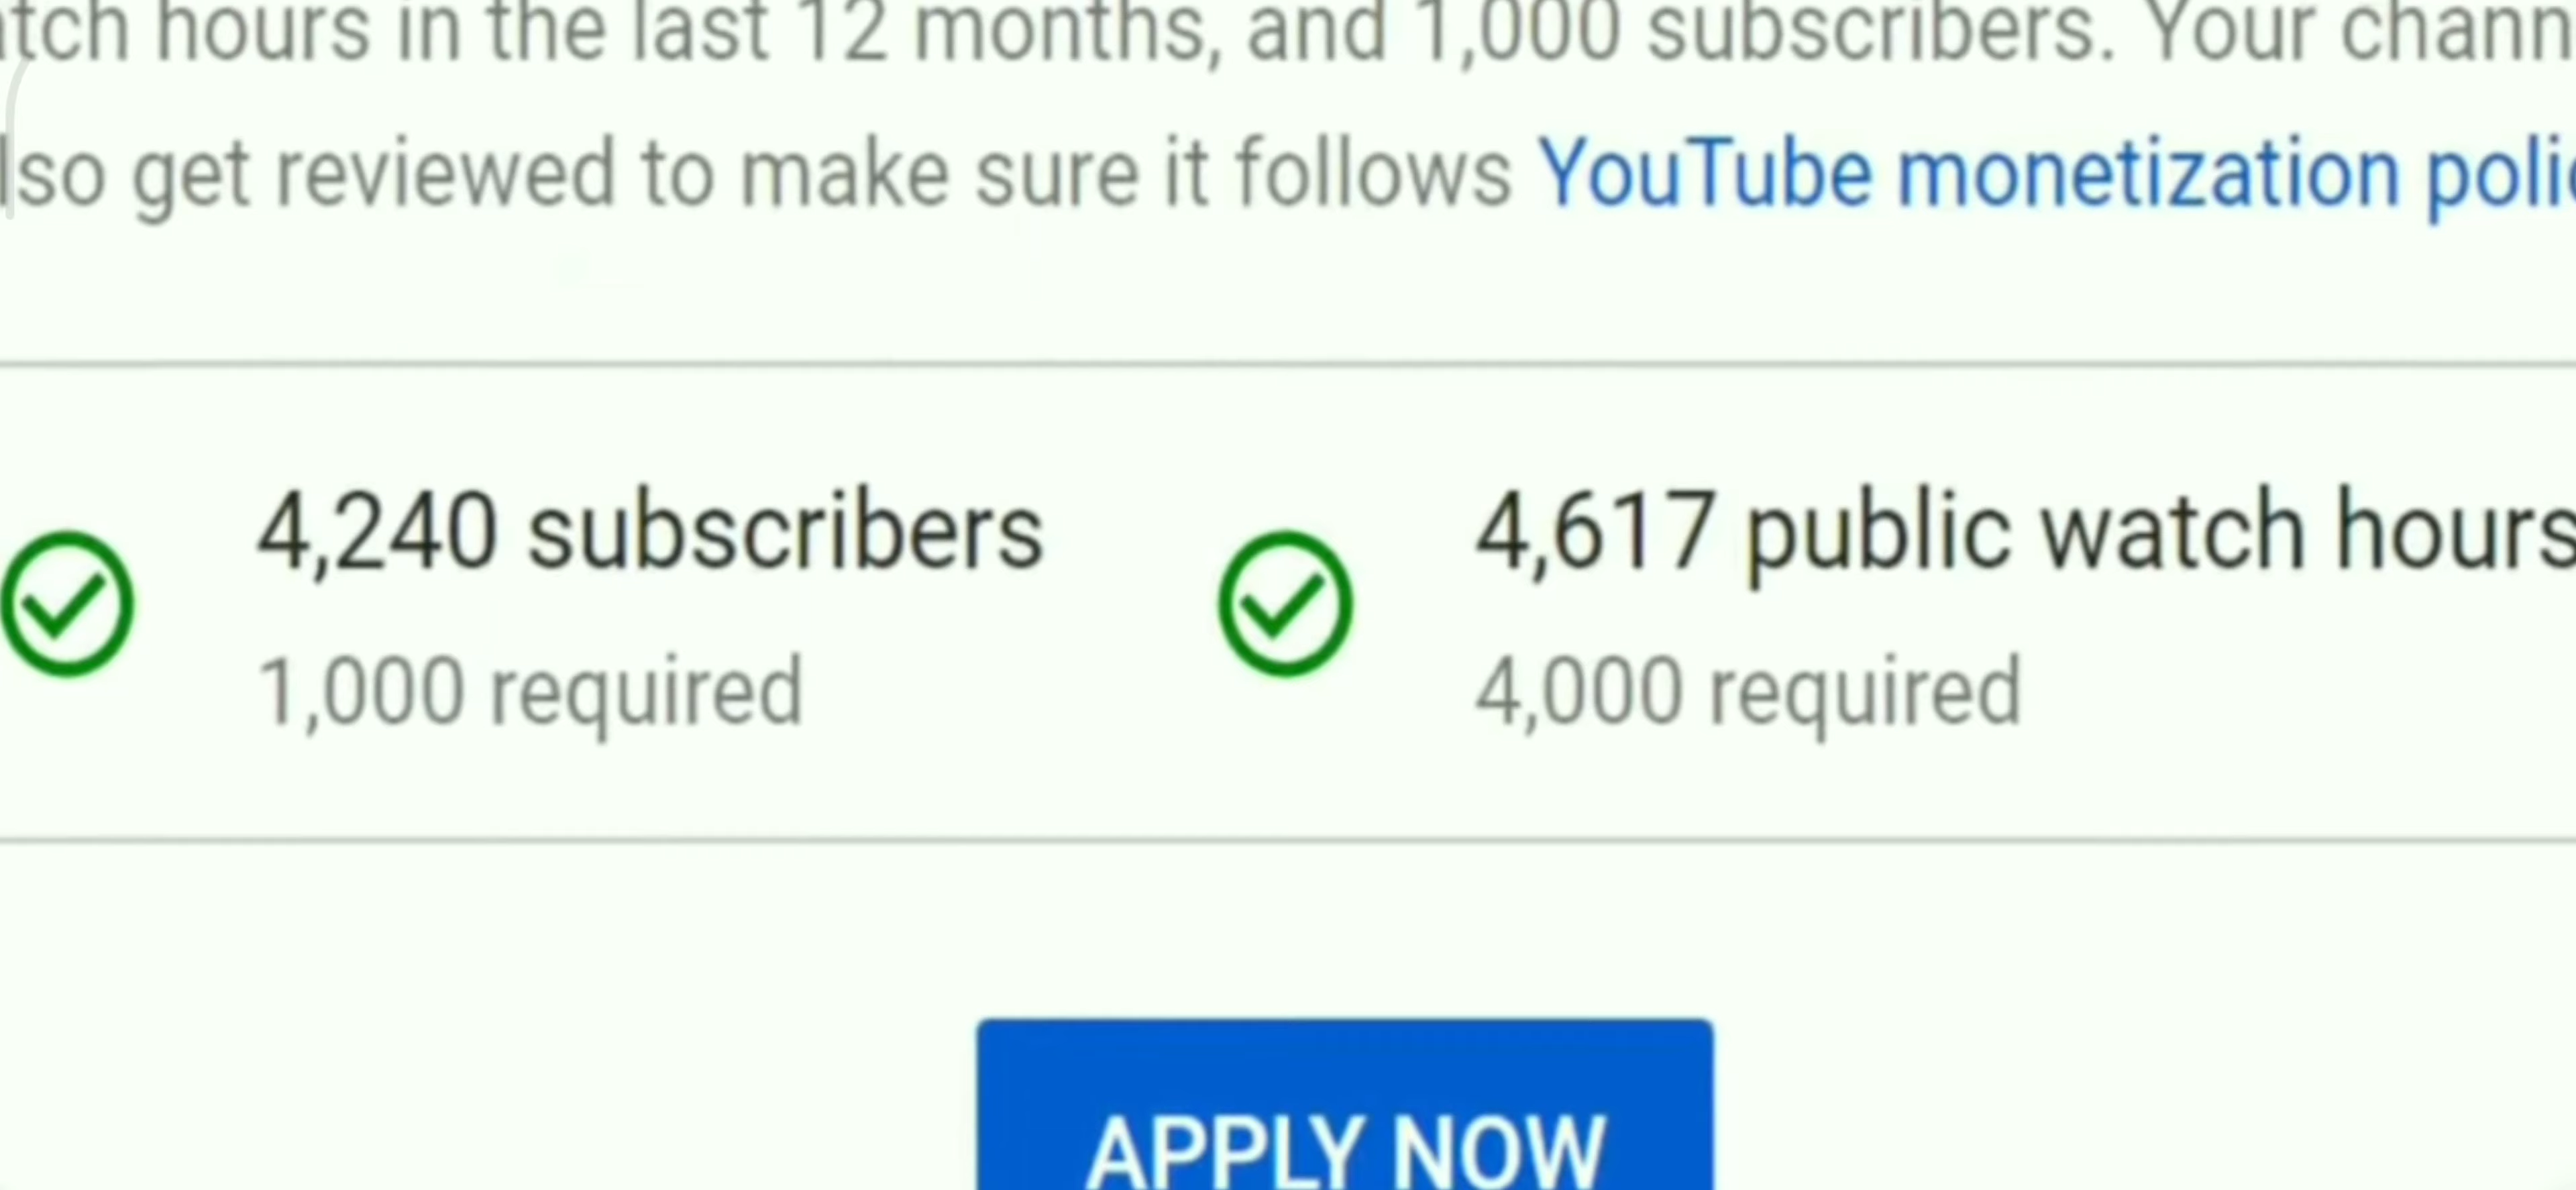 tch hours in the last 12 months, and 1,000 subscribers. Your chann
lso get reviewed to make sure it follows YouTube monetization polic
4,240 subscribers
1,000 required
4,617 public watch hours
4,000 required
APPLY NOW